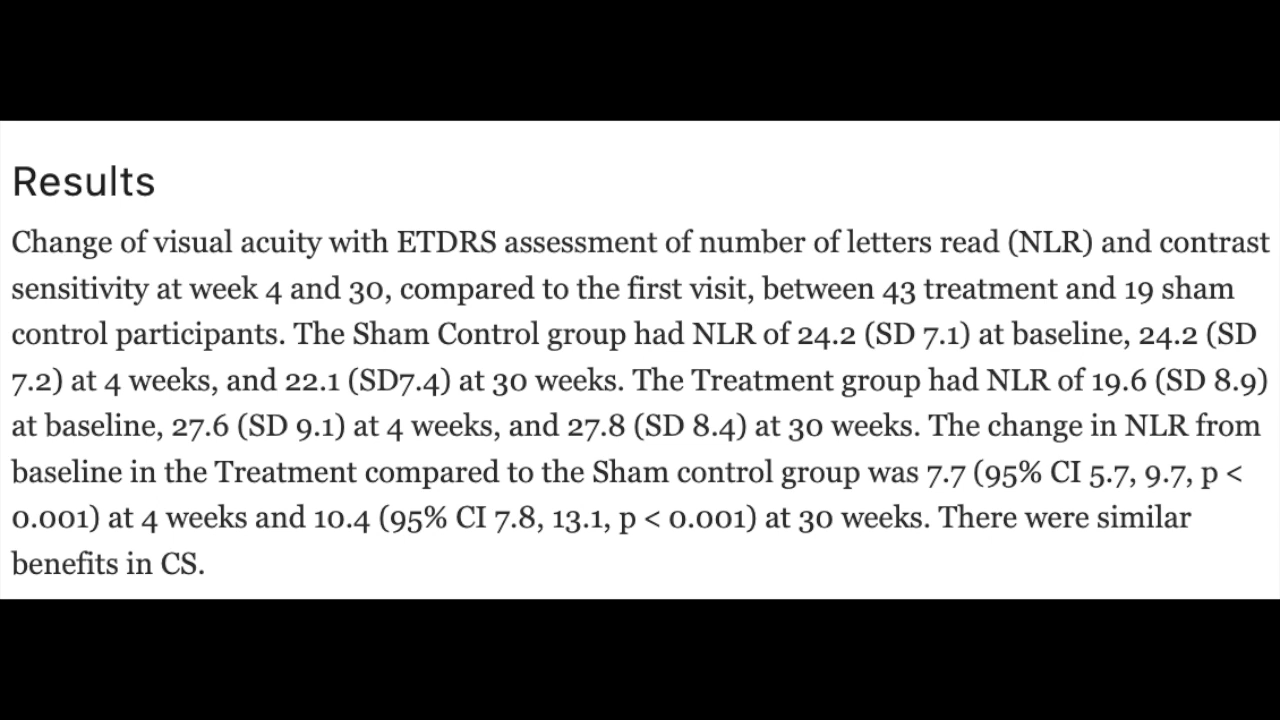 Results
Change of visual acuity with ETDRS assessment of number of letters read (NLR) and contrast
sensitivity at week 4 and 30, compared to the first visit, between 43 treatment and 19 sham
control participants. The Sham Control group had NLR of 24.2 (SD 7.1) at baseline, 24.2 (SD
7.2) at 4 weeks, and 22.1 (SD7.4) at 30 weeks. The Treatment group had NLR of 19.6 (SD 8.9)
at baseline, 27.6 (SD 9.1) at 4 weeks, and 27.8 (SD 8.4) at 30 weeks. The change in NLR from
baseline in the Treatment compared to the Sham control group was 7.7 (95% CI 5.7, 9.7, p <
0.001) at 4 weeks and 10.4 (95% CI 7.8, 13.1, p < 0.001) at 30 weeks. There were similar
benefits in CS.